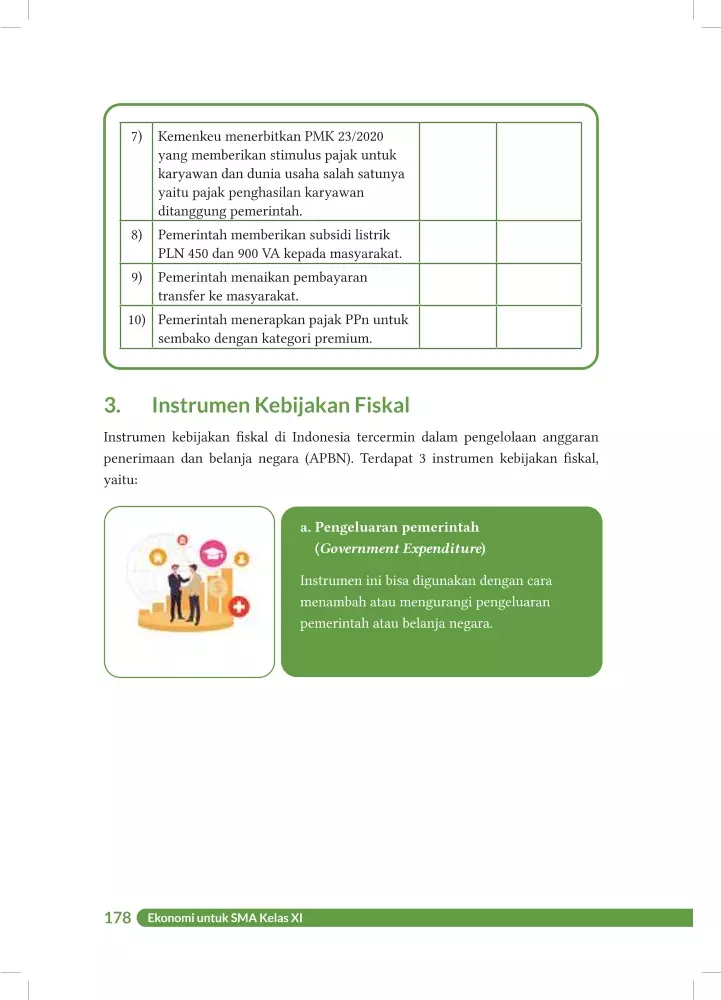 7) Kemenkeu menerbitkan PMK 23/2020
yang memberikan stimulus pajak untuk
karyawan dan dunia usaha salah satunya
yaitu pajak penghasilan karyawan
ditanggung pemerintah.
8) Pemerintah memberikan subsidi listrik
PLN 450 dan 900 VA kepada masyarakat.
9) Pemerintah menaikan pembayaran
transfer ke masyarakat.
10) Pemerintah menerapkan pajak PPn untuk
sembako dengan kategori premium.
3. Instrumen Kebijakan Fiskal
Instrumen kebijakan fiskal di Indonesia tercermin dalam pengelolaan anggaran
penerimaan dan belanja negara (APBN). Terdapat 3 instrumen kebijakan fiskal,
yaitu:
a. Pengeluaran pemerintah
(Government Expenditure)
Instrumen ini bisa digunakan dengan cara
menambah atau mengurangi pengeluaran
pemerintah atau belanja negara.
178 Ekonomi untuk SMA Kelas XI